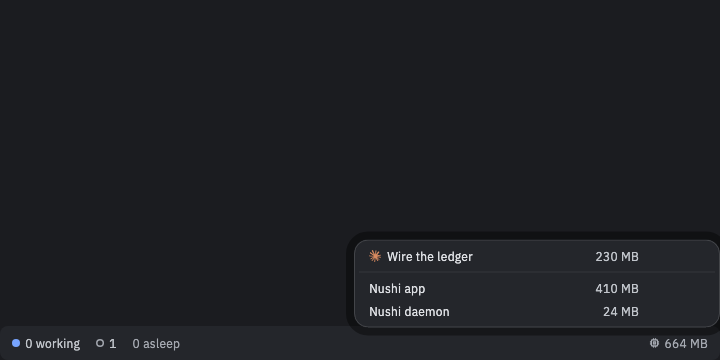 Wire the ledger 230 MB
Nushi app 410 MB
Nushi daemon 24 MB
0 working 1 0 asleep 664 MB